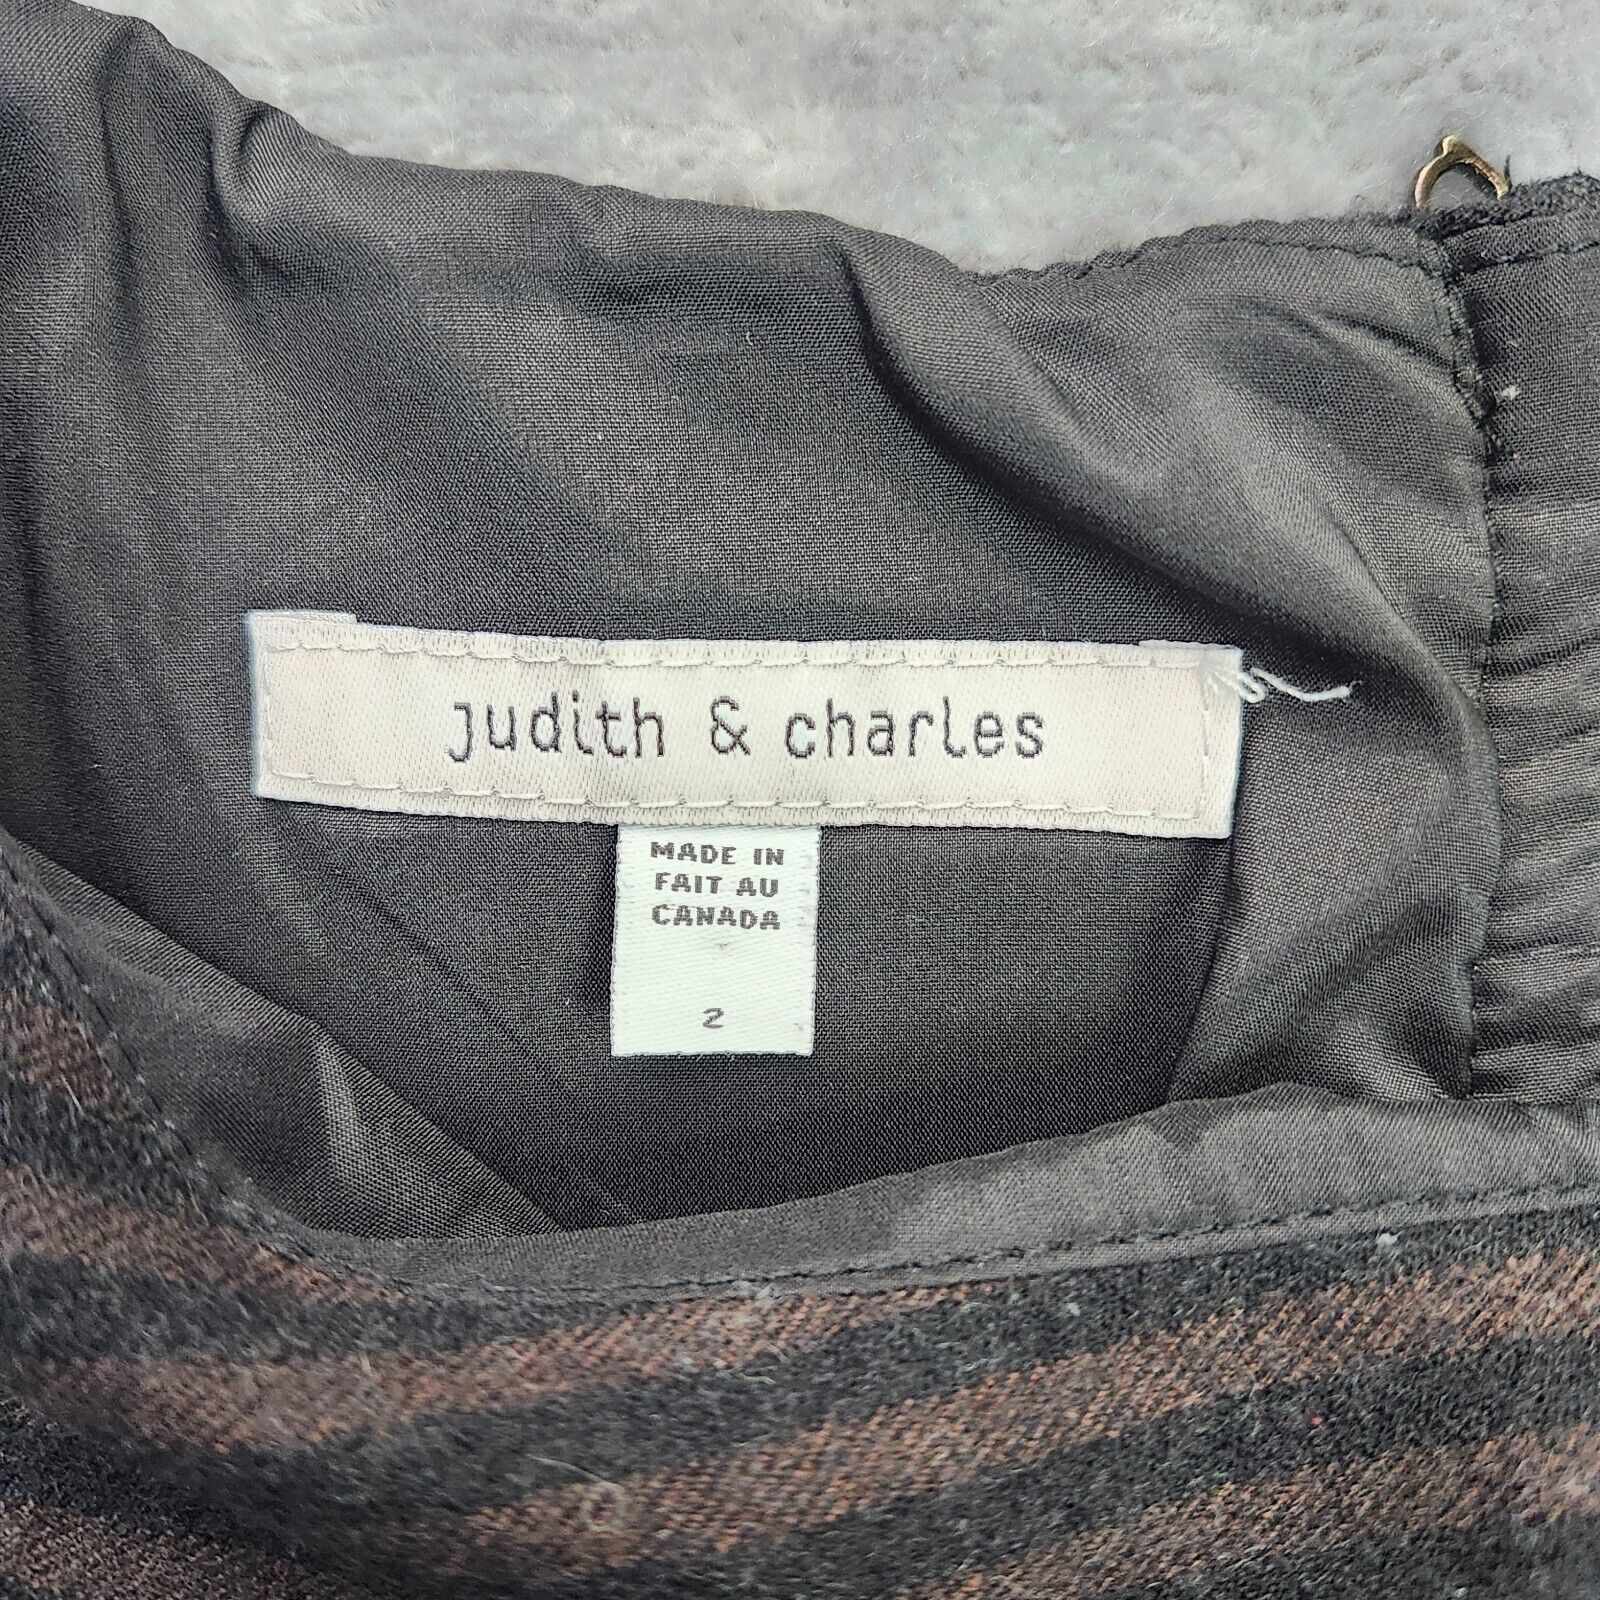 judith & charles
MADE IN
FAIT AU
CANADA
2